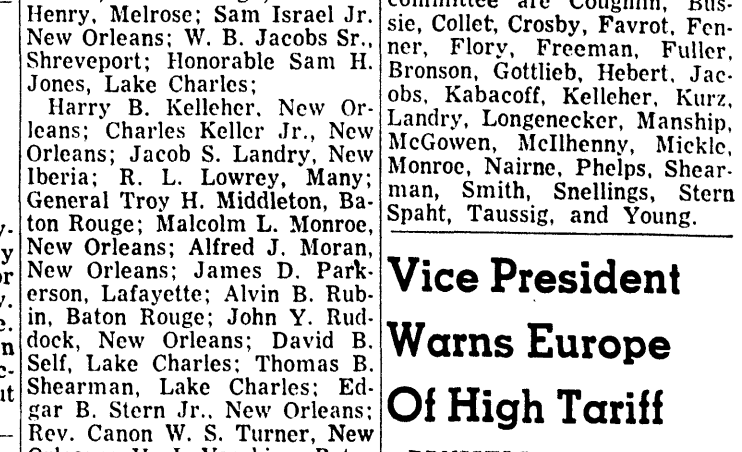 y-
y
or
y.
e.
n
c-
ut
Henry, Melrose; Sam Israel Jr.
New Orleans; W. B. Jacobs Sr.,
Shreveport; Honorable Sam H.
Jones, Lake Charles;
Harry B. Kelleher, New Or-
leans; Charles Keller Jr., New
Orleans; Jacob S. Landry, New
Iberia; R. L. Lowrey, Many;
General Troy H. Middleton, Ba-
ton Rouge; Malcolm L. Monroe,
New Orleans; Alfred J. Moran,
New Orleans; James D. Park-
erson, Lafayette; Alvin B. Rub-
in, Baton Rouge; John Y. Rud-
dock, New Orleans; David B.
Self, Lake Charles; Thomas B.
Shearman, Lake Charles; Ed-
gar B. Stern Jr., New Orleans;
Rev. Canon W. S. Turner, New
committee are Coughlin, Bus-
sie, Collet, Crosby, Favrot, Fen-
ner, Flory, Freeman, Fuller,
Bronson, Gottlieb, Hebert, Jac-
obs, Kabacoff, Kelleher, Kurz,
Landry, Longenecker, Manship,
McGowen, McIlhenny, Mickle,
Monroe, Nairne, Phelps, Shear-
man, Smith, Snellings, Stern
Spaht, Taussig, and Young.
Vice President
Warns Europe
Of High Tariff